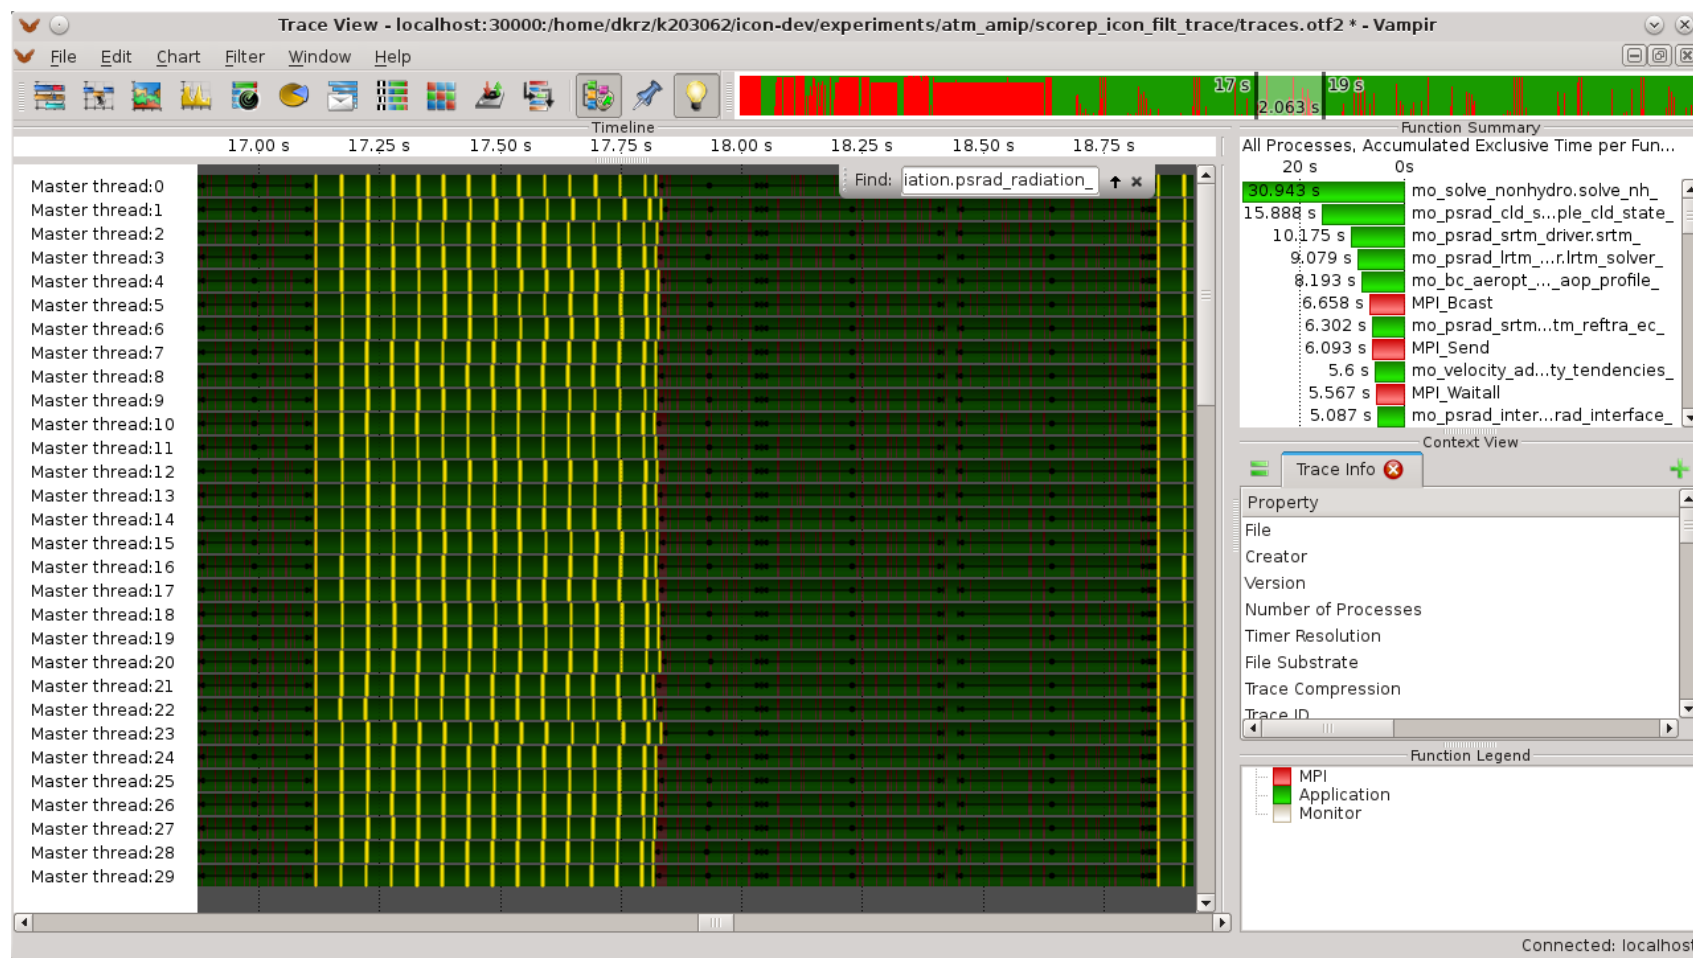 Trace View - localhost:30000:/home/dkrz/k203062/icon-dev/experiments/atm_amip/scorep_icon_filt_trace/traces.otf2 * - Vampir
File Edit Chart Filter Window Help
17 s 19 s
2.063 s
Timeline
17.00 s 17.25 s 17.50 s 17.75 s 18.00 s 18.25 s 18.50 s 18.75 s
Find: iation.psrad_radiation_
Master thread:0
Master thread:1
Master thread:2
Master thread:3
Master thread:4
Master thread:5
Master thread:6
Master thread:7
Master thread:8
Master thread:9
Master thread:10
Master thread:11
Master thread:12
Master thread:13
Master thread:14
Master thread:15
Master thread:16
Master thread:17
Master thread:18
Master thread:19
Master thread:20
Master thread:21
Master thread:22
Master thread:23
Master thread:24
Master thread:25
Master thread:26
Master thread:27
Master thread:28
Master thread:29
Function Summary
All Processes, Accumulated Exclusive Time per Fun...
20 s 0s
30.943 s mo_solve_nonhydro.solve_nh_
15.888 s mo_psrad_cld_s...ple_cld_state_
10.175 s mo_psrad_srtm_driver.srtm_
9.079 s mo_psrad_lrtm_...r.lrtm_solver_
8.193 s mo_bc_aeropt_..._aop_profile_
6.658 s MPI_Bcast
6.302 s mo_psrad_srtm...tm_reftra_ec_
6.093 s MPI_Send
5.6 s mo_velocity_ad...ty_tendencies_
5.567 s MPI_Waitall
5.087 s mo_psrad_inter...rad_interface_
Context View
Trace Info
Property
File
Creator
Version
Number of Processes
Timer Resolution
File Substrate
Trace Compression
Trace ID
Function Legend
MPI
Application
Monitor
Connected: localhost